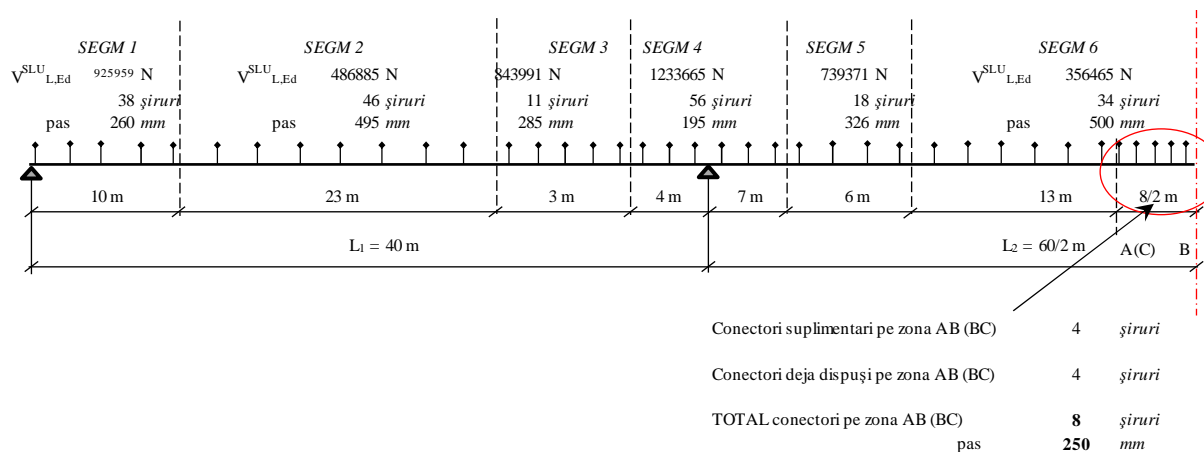 SEGM 1 SEGM 2 SEGM 3 SEGM 4 SEGM 5 SEGM 6
V^SLU_L,Ed 925959 N V^SLU_L,Ed 486885 N 843991 N 1233665 N 739371 N V^SLU_L,Ed 356465 N
38 şiruri 46 şiruri 11 şiruri 56 şiruri 18 şiruri 34 şiruri
pas 260 mm pas 495 mm 285 mm 195 mm 326 mm pas 500 mm
10 m 23 m 3 m 4 m 7 m 6 m 13 m 8/2 m
L₁ = 40 m L₂ = 60/2 m A(C) B
Conectori suplimentari pe zona AB (BC) 4 şiruri
Conectori deja dispuşi pe zona AB (BC) 4 şiruri
TOTAL conectori pe zona AB (BC) 8 şiruri
pas 250 mm